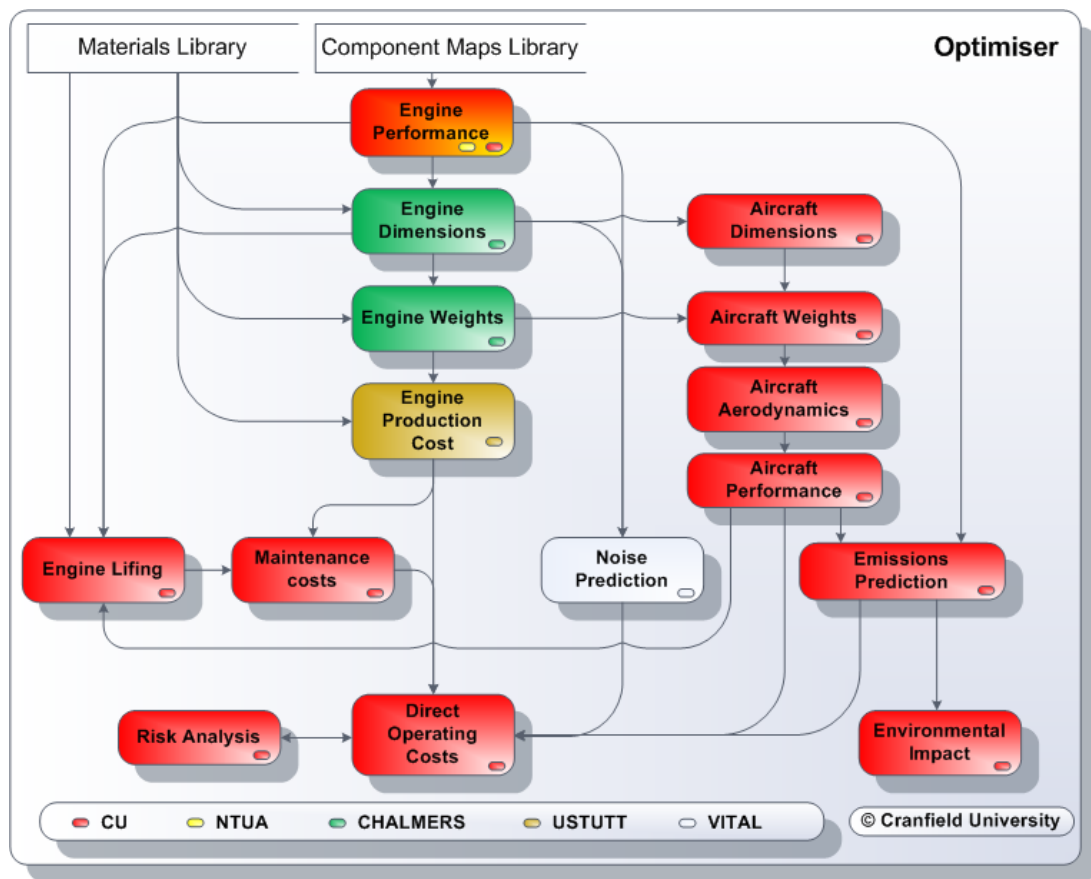 Materials Library
Component Maps Library
Optimiser
Engine
Performance
Engine
Dimensions
Aircraft
Dimensions
Engine Weights
Aircraft Weights
Engine
Production
Cost
Aircraft
Aerodynamics
Aircraft
Performance
Engine Lifing
Maintenance
costs
Noise
Prediction
Emissions
Prediction
Risk Analysis
Direct
Operating
Costs
Environmental
Impact
CU
NTUA
CHALMERS
USTUTT
VITAL
© Cranfield University